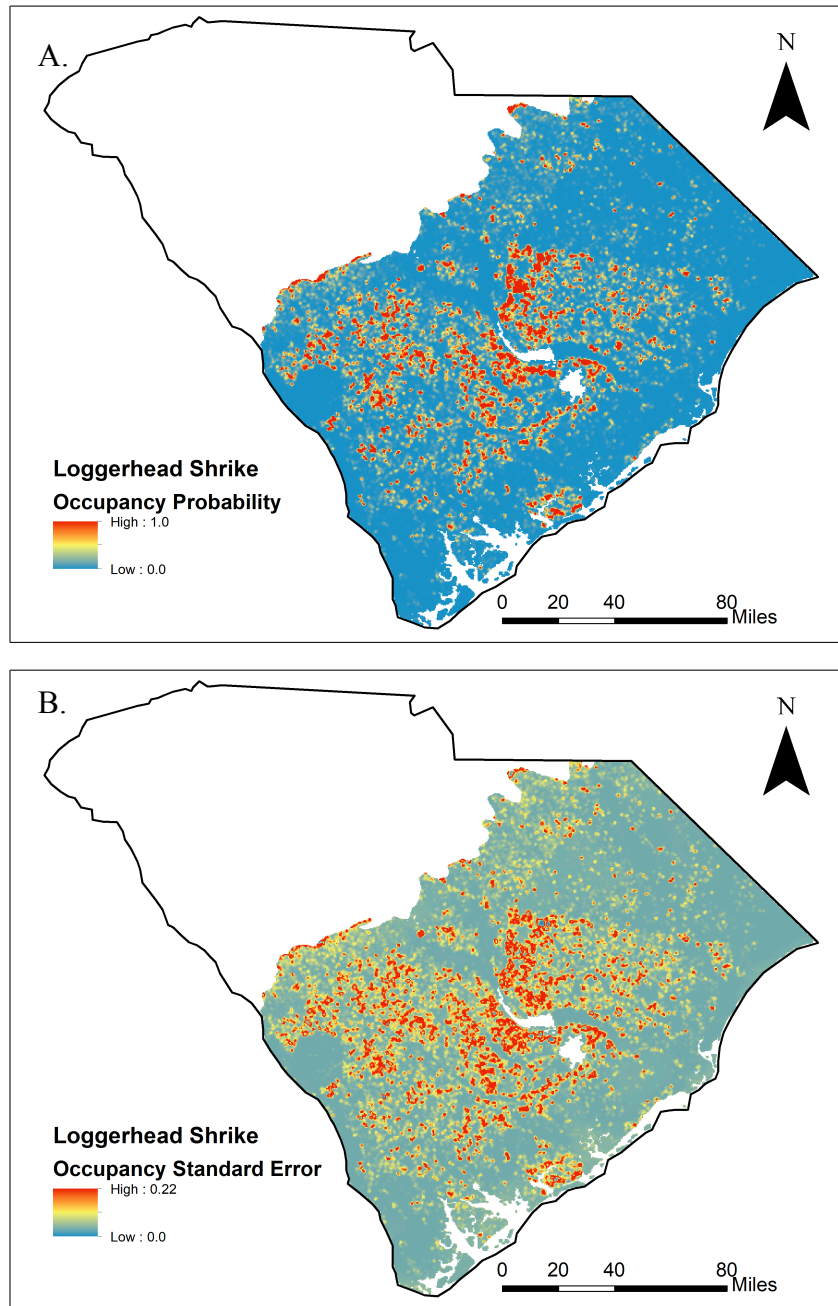 A.
N
Loggerhead Shrike
Occupancy Probability
High : 1.0
Low : 0.0
0 20 40 80
Miles
B.
N
Loggerhead Shrike
Occupancy Standard Error
High : 0.22
Low : 0.0
0 20 40 80
Miles